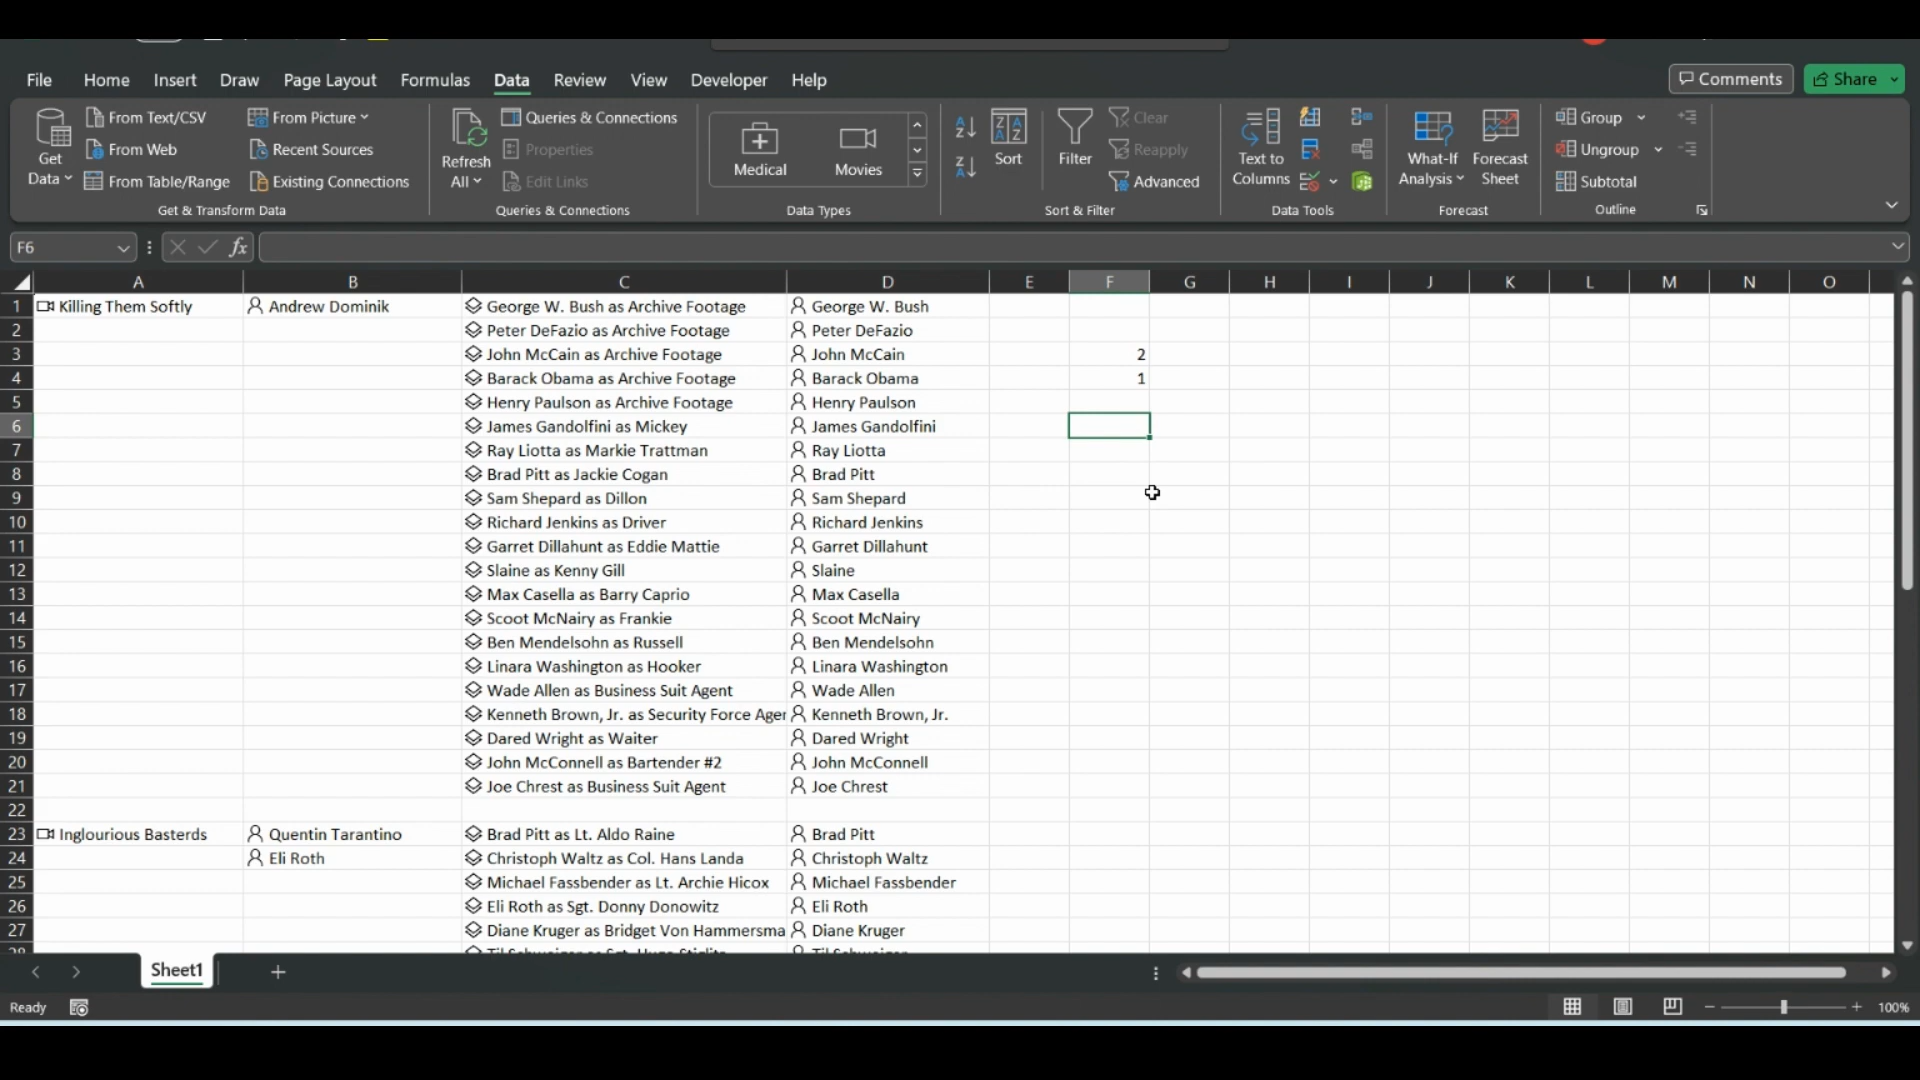 File Home Insert Draw Page Layout Formulas Data Review View Developer Help Comments Share
Get Data From Text/CSV From Web From Table/Range From Picture Recent Sources Existing Connections
Get & Transform Data
Refresh All Queries & Connections Properties Edit Links
Queries & Connections
Medical Movies
Data Types
Sort Filter Clear Reapply Advanced
Sort & Filter
Text to Columns
Data Tools
What-If Analysis Forecast Sheet
Forecast
Group Ungroup Subtotal
Outline
F6 fx
A B C D E F G H I J K L M N O
1 Killing Them Softly Andrew Dominik George W. Bush as Archive Footage George W. Bush
2 Peter DeFazio as Archive Footage Peter DeFazio
3 John McCain as Archive Footage John McCain 2
4 Barack Obama as Archive Footage Barack Obama 1
5 Henry Paulson as Archive Footage Henry Paulson
6 James Gandolfini as Mickey James Gandolfini
7 Ray Liotta as Markie Trattman Ray Liotta
8 Brad Pitt as Jackie Cogan Brad Pitt
9 Sam Shepard as Dillon Sam Shepard
10 Richard Jenkins as Driver Richard Jenkins
11 Garret Dillahunt as Eddie Mattie Garret Dillahunt
12 Slaine as Kenny Gill Slaine
13 Max Casella as Barry Caprio Max Casella
14 Scoot McNairy as Frankie Scoot McNairy
15 Ben Mendelsohn as Russell Ben Mendelsohn
16 Linara Washington as Hooker Linara Washington
17 Wade Allen as Business Suit Agent Wade Allen
18 Kenneth Brown, Jr. as Security Force Ager Kenneth Brown, Jr.
19 Dared Wright as Waiter Dared Wright
20 John McConnell as Bartender #2 John McConnell
21 Joe Chrest as Business Suit Agent Joe Chrest
22
23 Inglourious Basterds Quentin Tarantino Brad Pitt as Lt. Aldo Raine Brad Pitt
24 Eli Roth Christoph Waltz as Col. Hans Landa Christoph Waltz
25 Michael Fassbender as Lt. Archie Hicox Michael Fassbender
26 Eli Roth as Sgt. Donny Donowitz Eli Roth
27 Diane Kruger as Bridget Von Hammersma Diane Kruger
Sheet1
Ready 100%